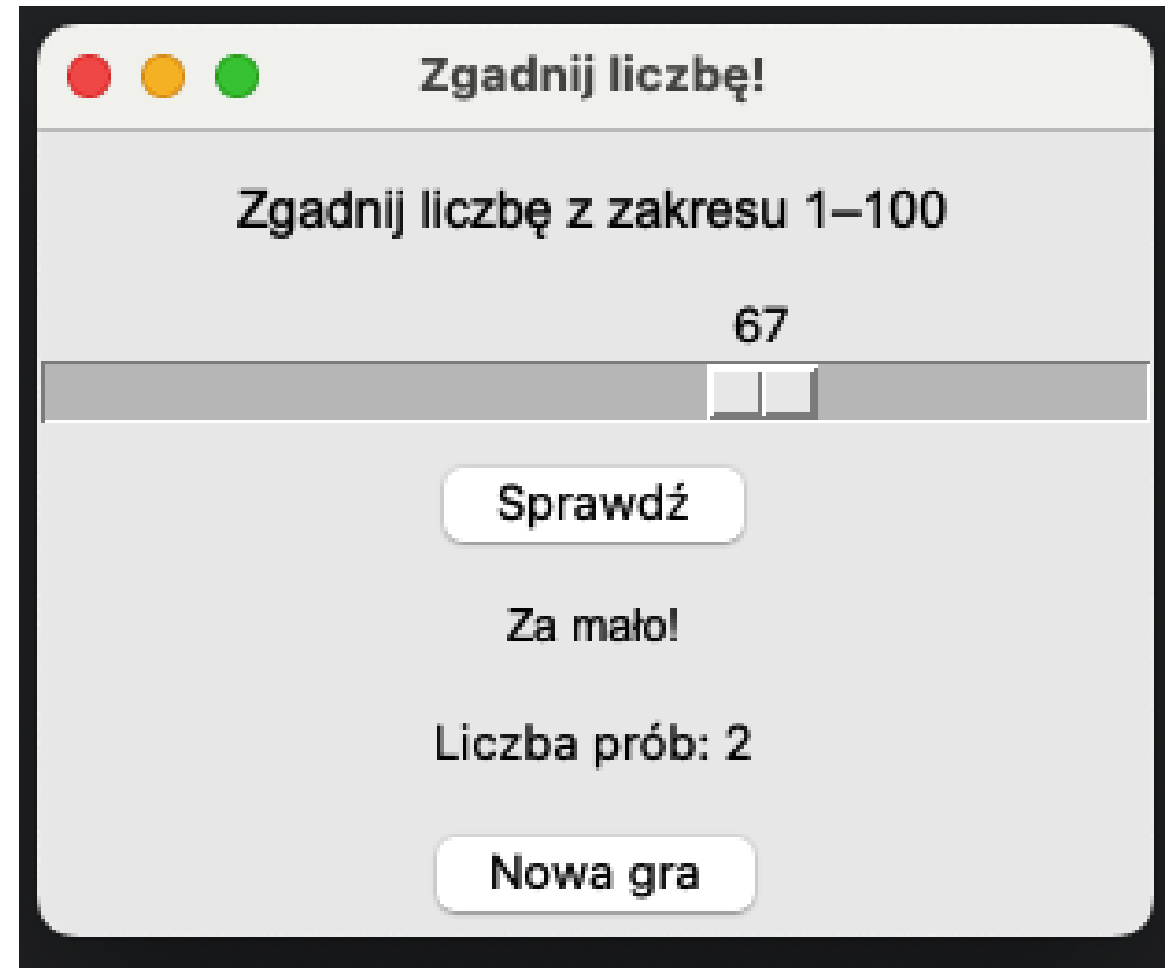 Zgadnij liczbę!
Zgadnij liczbę z zakresu 1–100
67
Sprawdź
Za mało!
Liczba prób: 2
Nowa gra